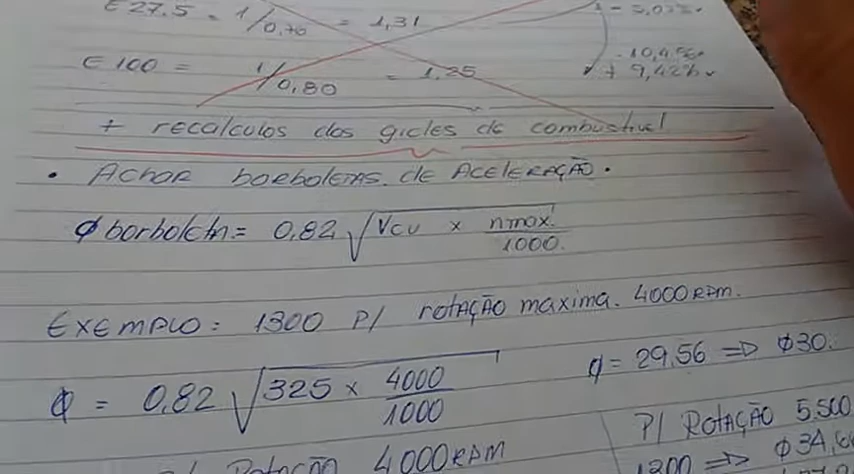 E 27.5 = 1/0,76 = 1,31
E 100 = 1/0,80 = 1,25
- 10,45%
+ 9,42%
+ recalculos dos gicles de combustivel
• Achar borboletas de Aceleração.
φ borboleta = 0,82 √ Vcu x nmax / 1000.
Exemplo: 1300 P/ rotação maxima. 4000 RPM.
φ = 0,82 √ 325 x 4000 / 1000
φ = 29,56 => φ30.
P/ Rotação 5.500
Rotação 4000 RPM
1300 => φ34,